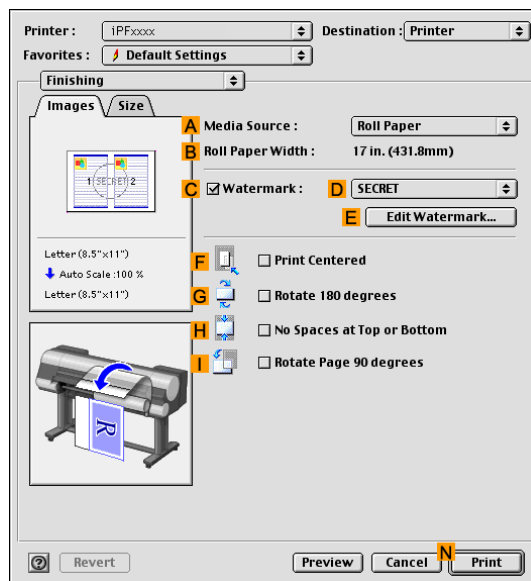 Printer : iPFxxxx Destination : Printer
Favorites : Default Settings
Finishing
Images Size
A Media Source : Roll Paper
B Roll Paper Width : 17 in. (431.8mm)
C Watermark : D SECRET
E Edit Watermark...
1 SECRET 2
Letter (8.5"x11")
Auto Scale :100 %
Letter (8.5"x11")
F Print Centered
G Rotate 180 degrees
H No Spaces at Top or Bottom
I Rotate Page 90 degrees
R
? Revert Preview Cancel N Print